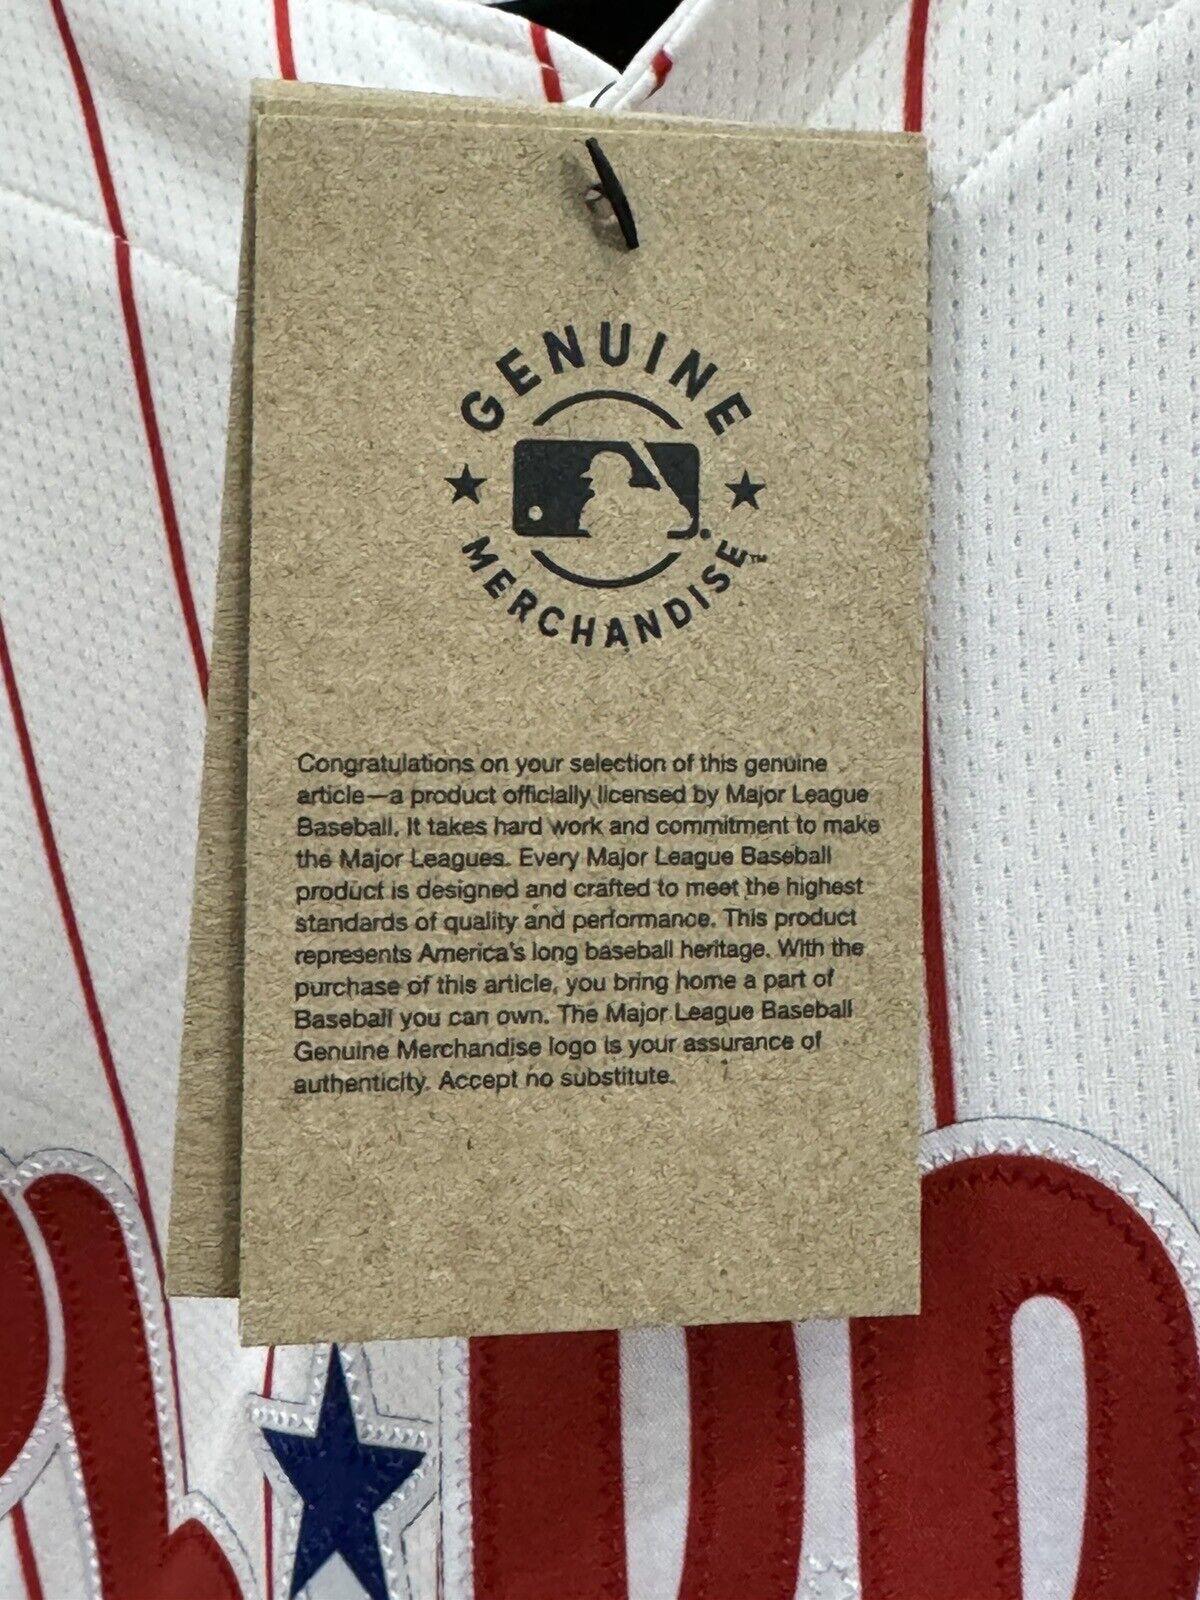 GENUINE
MERCHANDISE™
Congratulations on your selection of this genuine
article—a product officially licensed by Major League
Baseball. It takes hard work and commitment to make
the Major Leagues. Every Major League Baseball
product is designed and crafted to meet the highest
standards of quality and performance. This product
represents America's long baseball heritage. With the
purchase of this article, you bring home a part of
Baseball you can own. The Major League Baseball
Genuine Merchandise logo is your assurance of
authenticity. Accept no substitute.